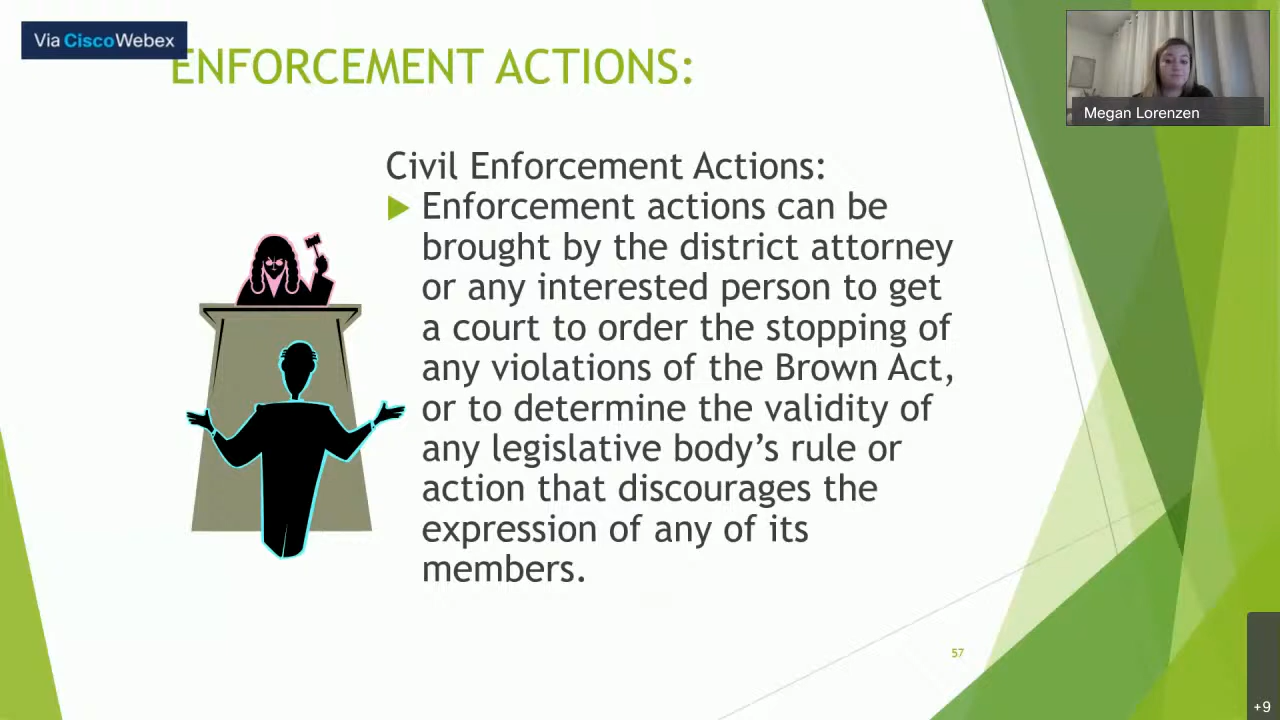 Via CiscoWebex
ENFORCEMENT ACTIONS:
Megan Lorenzen
Civil Enforcement Actions:
Enforcement actions can be
brought by the district attorney
or any interested person to get
a court to order the stopping of
any violations of the Brown Act,
or to determine the validity of
any legislative body’s rule or
action that discourages the
expression of any of its
members.
57
+9